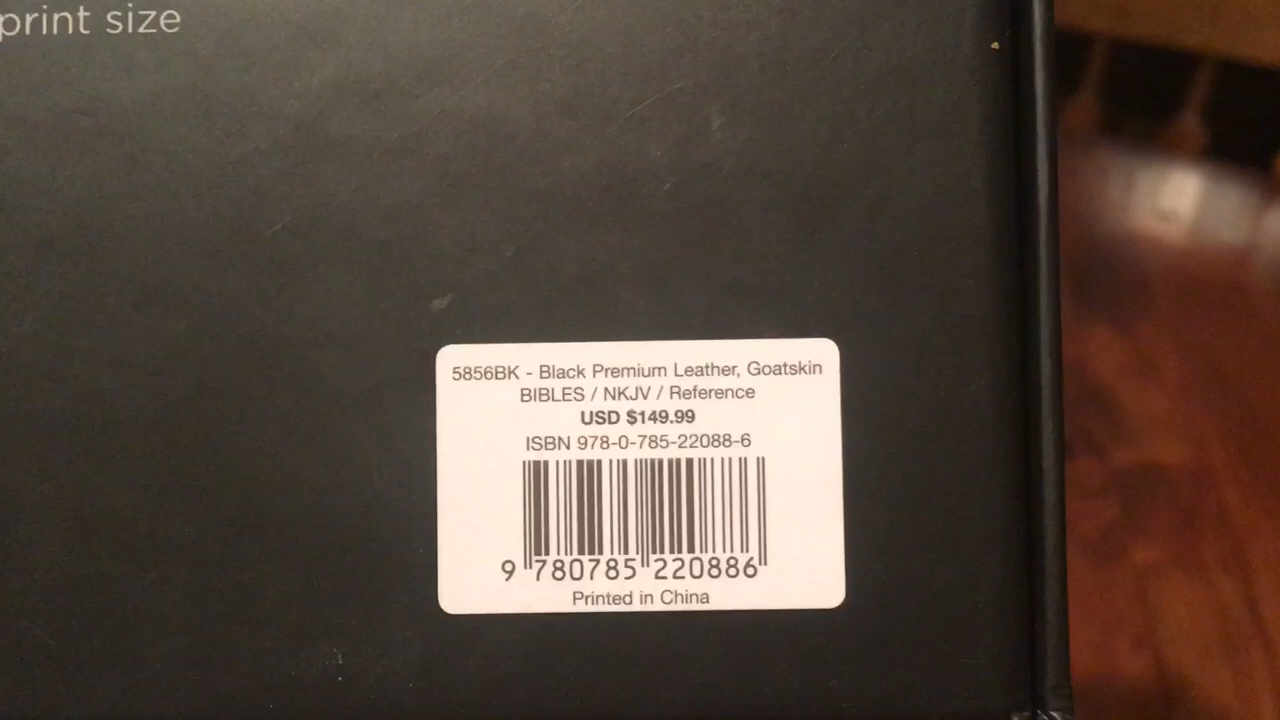 print size
5856BK - Black Premium Leather, Goatskin
BIBLES / NKJV / Reference
USD $149.99
ISBN 978-0-785-22088-6
9 780785 220886
Printed in China